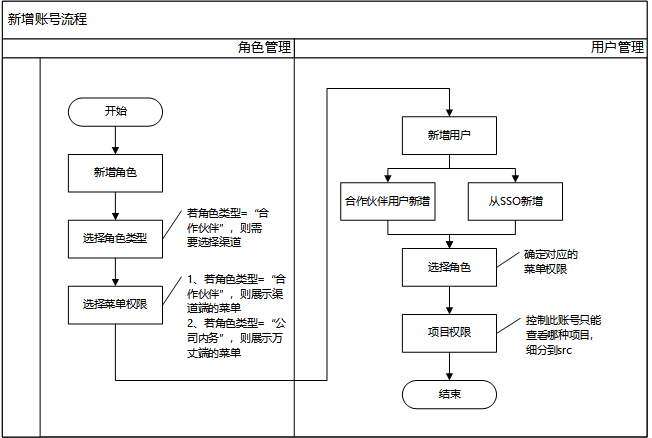 新增账号流程
角色管理
用户管理
开始
新增角色
选择角色类型
若角色类型=“合
作伙伴”，则需
要选择渠道
选择菜单权限
1、若角色类型=“合
作伙伴”，则展示渠
道端的菜单
2、若角色类型=“公
司内务”，则展示万
丈端的菜单
新增用户
合作伙伴用户新增
从SSO新增
选择角色
确定对应的
菜单权限
项目权限
控制此账号只能
查看哪种项目，
细分到src
结束